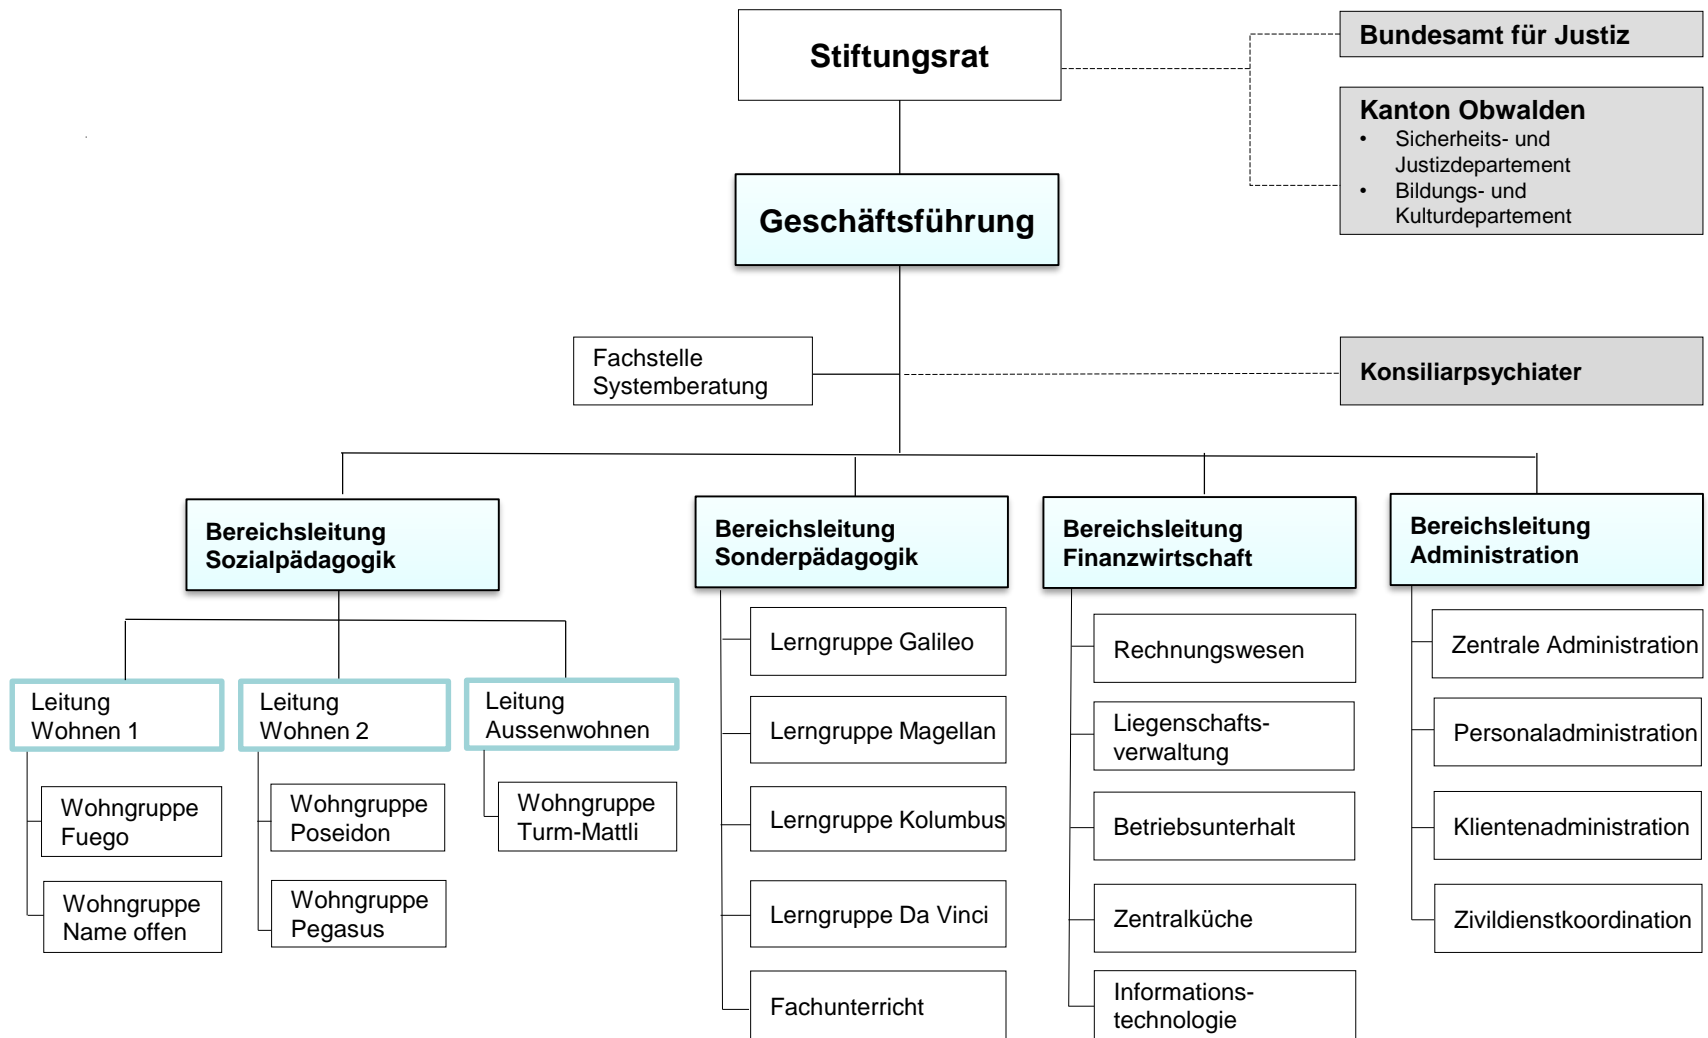 Stiftungsrat
Bundesamt für Justiz
Kanton Obwalden
• Sicherheits- und
Justizdepartement
• Bildungs- und
Kulturdepartement
Geschäftsführung
Fachstelle
Systemberatung
Konsiliarpsychiater
Bereichsleitung
Sozialpädagogik
Bereichsleitung
Sonderpädagogik
Bereichsleitung
Finanzwirtschaft
Bereichsleitung
Administration
Leitung
Wohnen 1
Leitung
Wohnen 2
Leitung
Aussenwohnen
Wohngruppe
Fuego
Wohngruppe
Name offen
Wohngruppe
Poseidon
Wohngruppe
Pegasus
Wohngruppe
Turm-Mattli
Lerngruppe Galileo
Lerngruppe Magellan
Lerngruppe Kolumbus
Lerngruppe Da Vinci
Fachunterricht
Rechnungswesen
Liegenschafts-
verwaltung
Betriebsunterhalt
Zentralküche
Informations-
technologie
Zentrale Administration
Personaladministration
Klientenadministration
Zivildienstkoordination